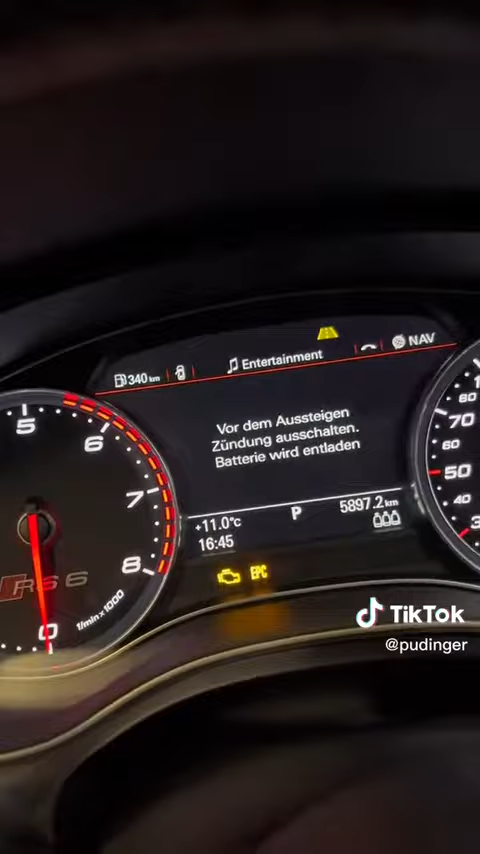 340 km
Entertainment
NAV
Vor dem Aussteigen
Zündung ausschalten.
Batterie wird entladen
+11.0°C
P
5897.2 km
16:45
EPC
5
6
7
8
0
1/min x 1000
RS 6
80
70
60
50
40
TikTok
@pudinger